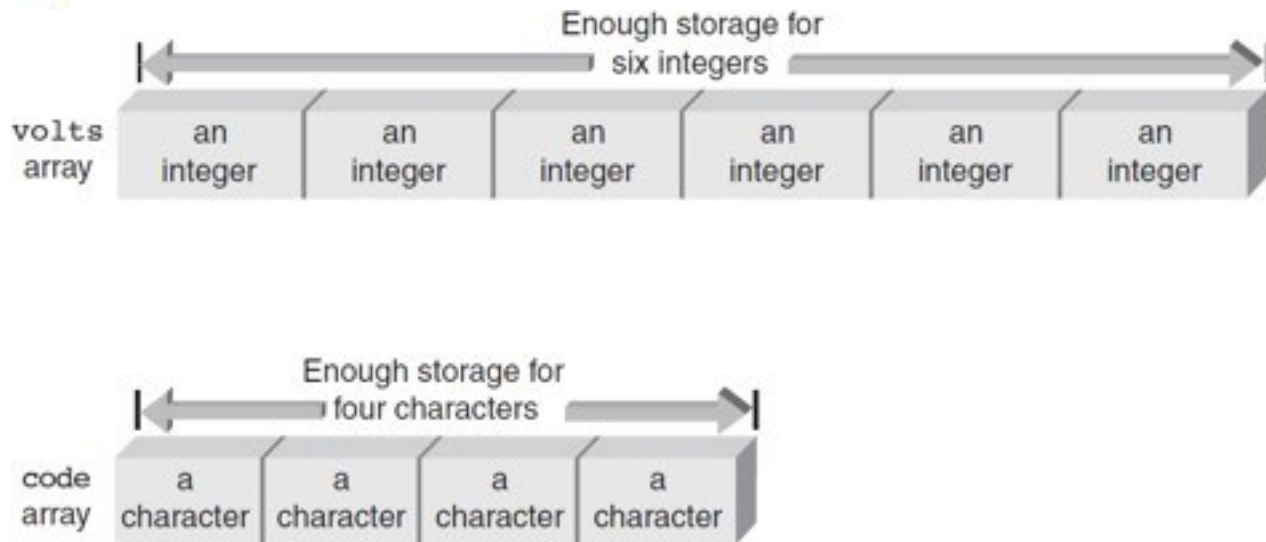 Enough storage for
six integers
volts
array
an an an an an an
integer integer integer integer integer integer
Enough storage for
four characters
code
array
a a a a
character character character character